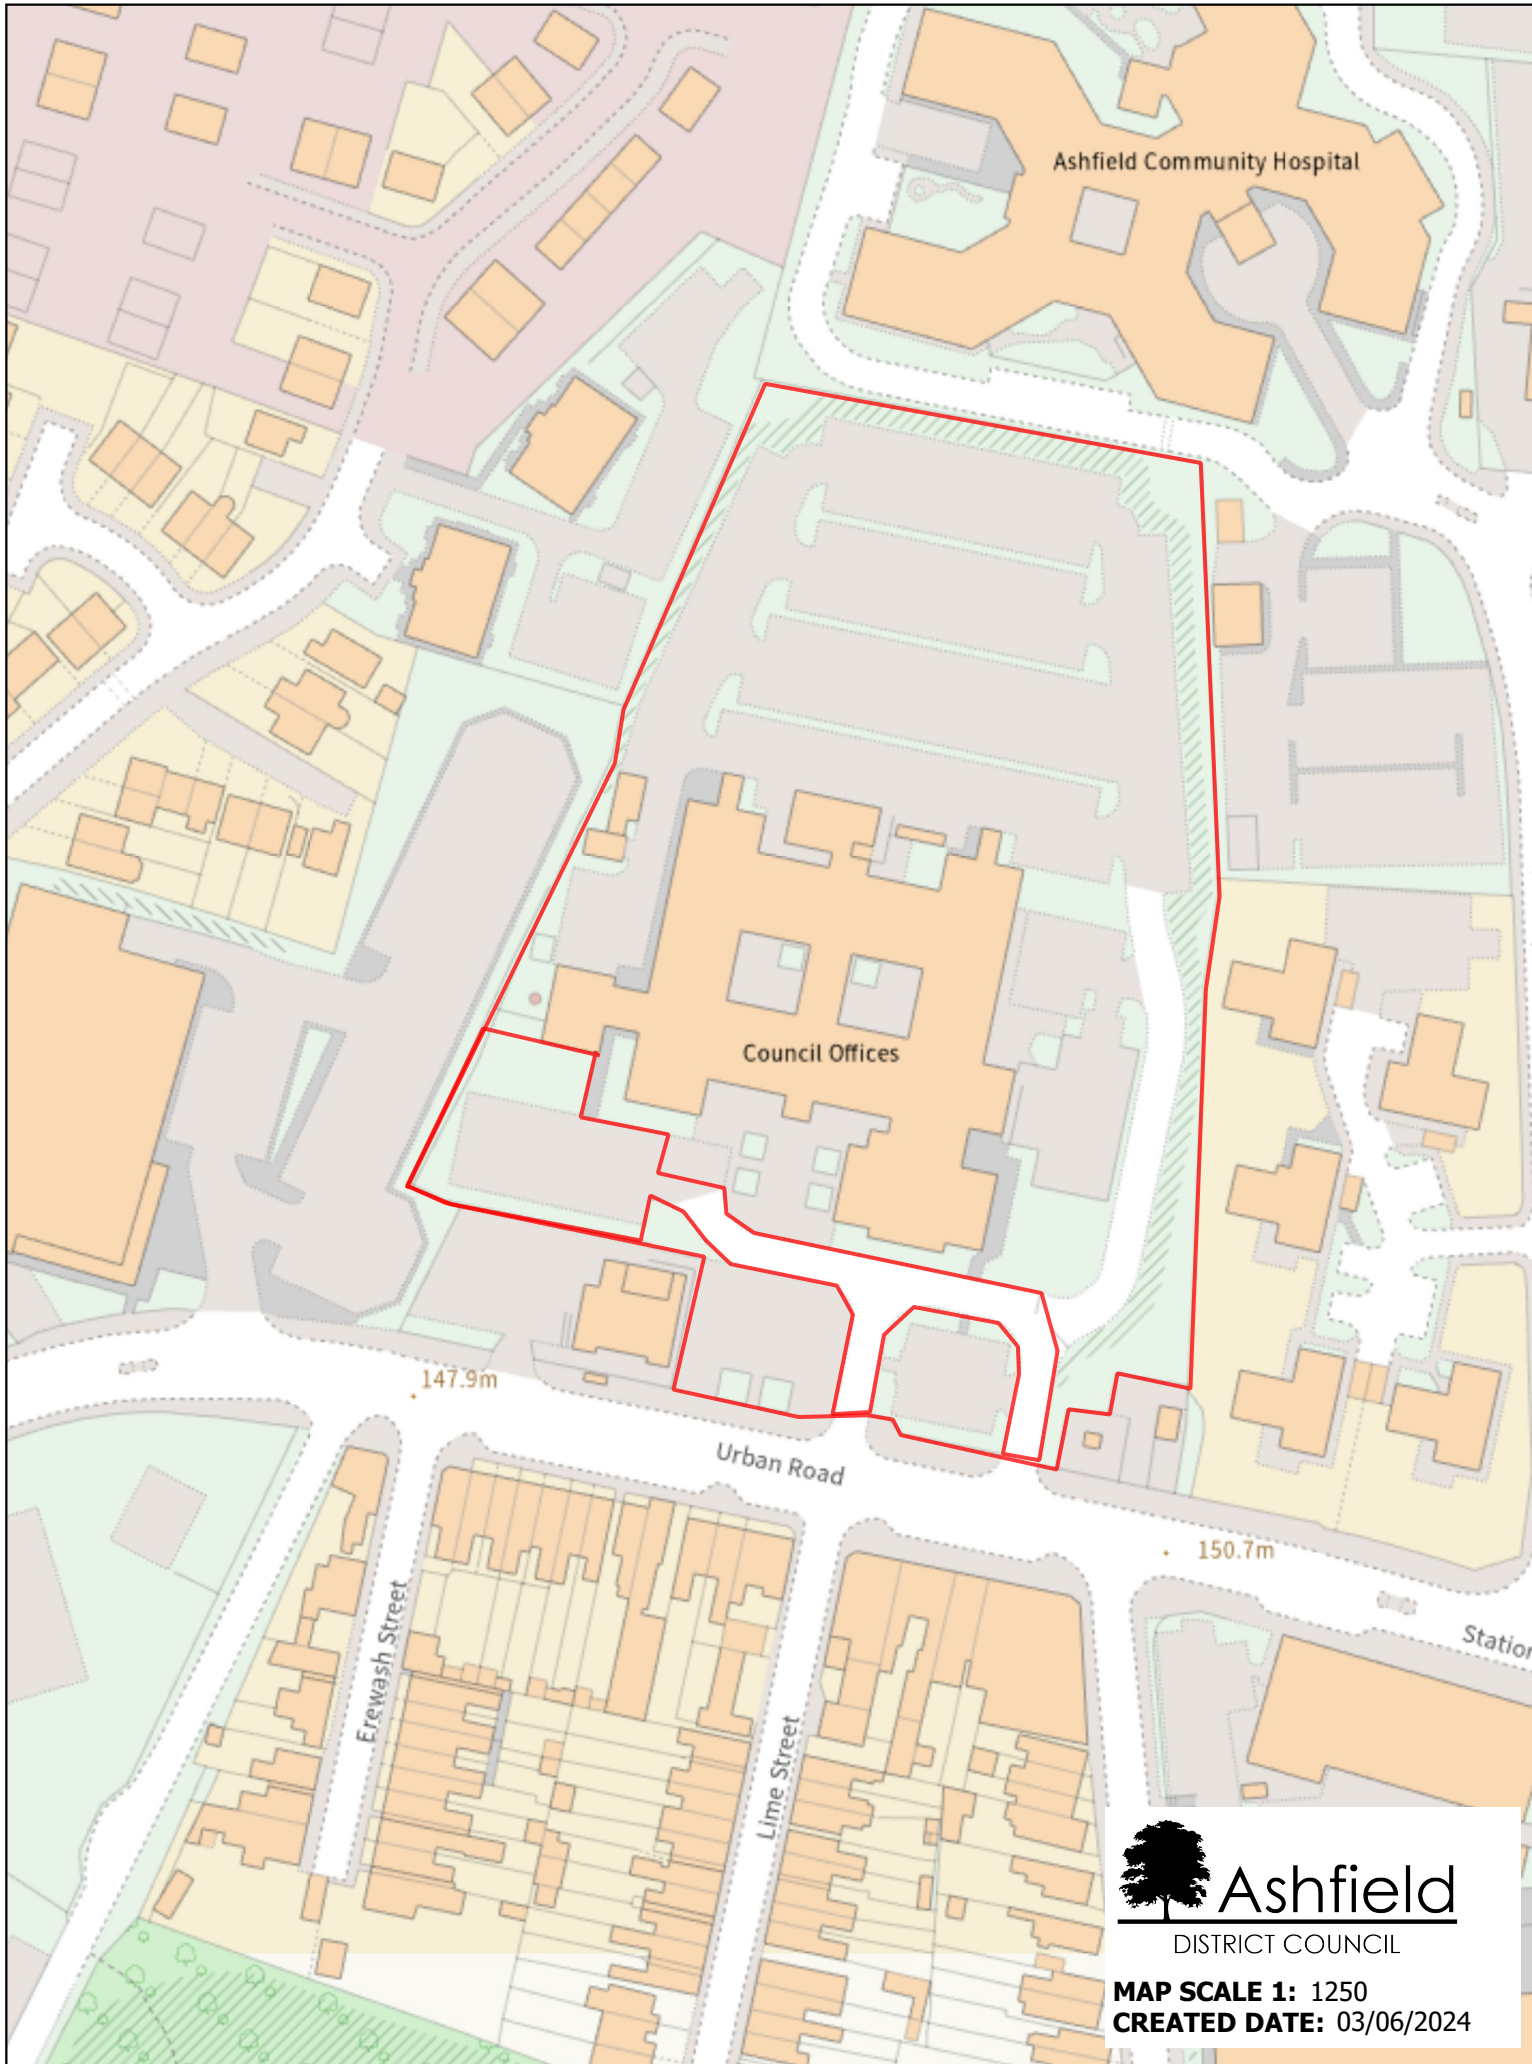 Ashfield Community Hospital
Council Offices
147.9m
Urban Road
150.7m
Station
Erewash Street
Lime Street
Ashfield
DISTRICT COUNCIL
MAP SCALE 1: 1250
CREATED DATE: 03/06/2024